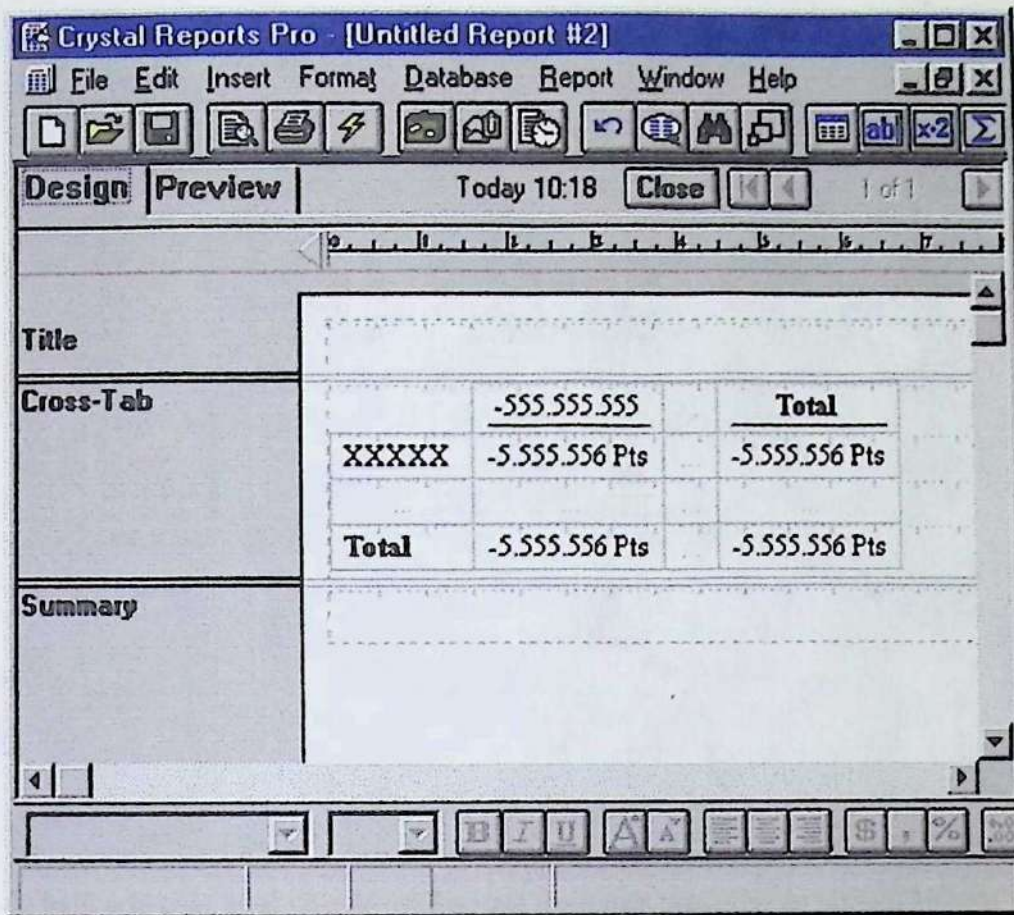 Crystal Reports Pro - [Untitled Report #2]
File Edit Insert Format Database Report Window Help
ab x·2 Σ
Design Preview Today 10:18 Close 1 of 1
Title
Cross-Tab
-555.555.555 Total
XXXXX -5.555.556 Pts ... -5.555.556 Pts
Total -5.555.556 Pts ... -5.555.556 Pts
Summary
B I U A A $ , %